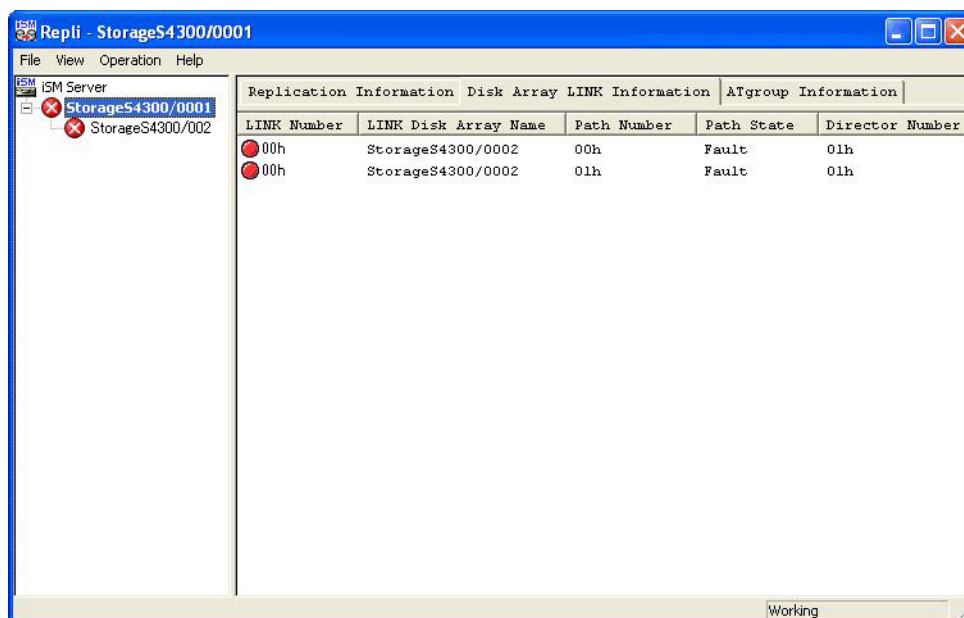 iSM Repli - StorageS4300/0001
File View Operation Help
iSM iSM Server
StorageS4300/0001
StorageS4300/002
Replication Information Disk Array LINK Information ATgroup Information
LINK Number LINK Disk Array Name Path Number Path State Director Number
00h StorageS4300/0002 00h Fault 01h
00h StorageS4300/0002 01h Fault 01h
Working